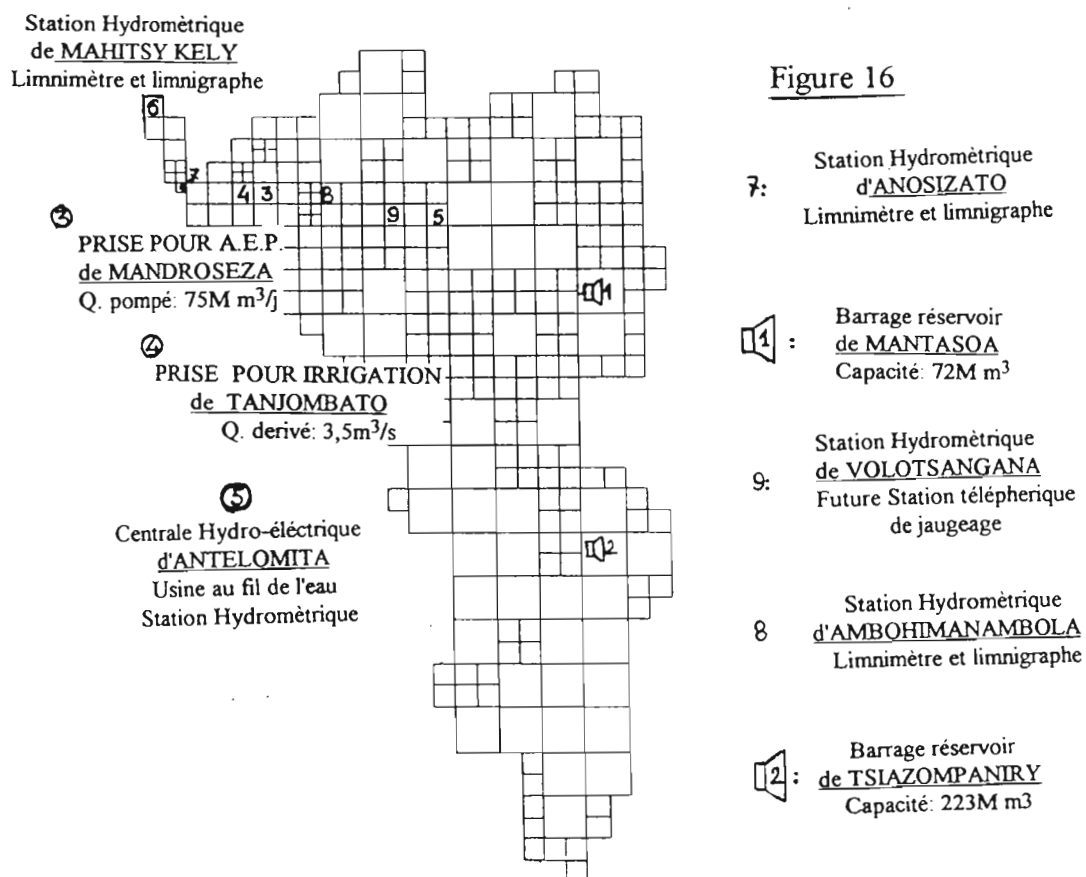 Station Hydromètrique
de MAHITSY KELY
Limnimètre et limnigraphe
Figure 16
6
7
4 3 8
9 5
1
2
③
PRISE POUR A.E.P.
de MANDROSEZA
Q. pompé: 75M m³/j
④
PRISE POUR IRRIGATION
de TANJOMBATO
Q. derivé: 3,5m³/s
⑤
Centrale Hydro-éléctrique
d'ANTELOMITA
Usine au fil de l'eau
Station Hydromètrique
7:
Station Hydromètrique
d'ANOSIZATO
Limnimètre et limnigraphe
1 :
Barrage réservoir
de MANTASOA
Capacité: 72M m³
9:
Station Hydromètrique
de VOLOTSANGANA
Future Station télépherique
de jaugeage
8
Station Hydromètrique
d'AMBOHIMANAMBOLA
Limnimètre et limnigraphe
2 :
Barrage réservoir
de TSIAZOMPANIRY
Capacité: 223M m3